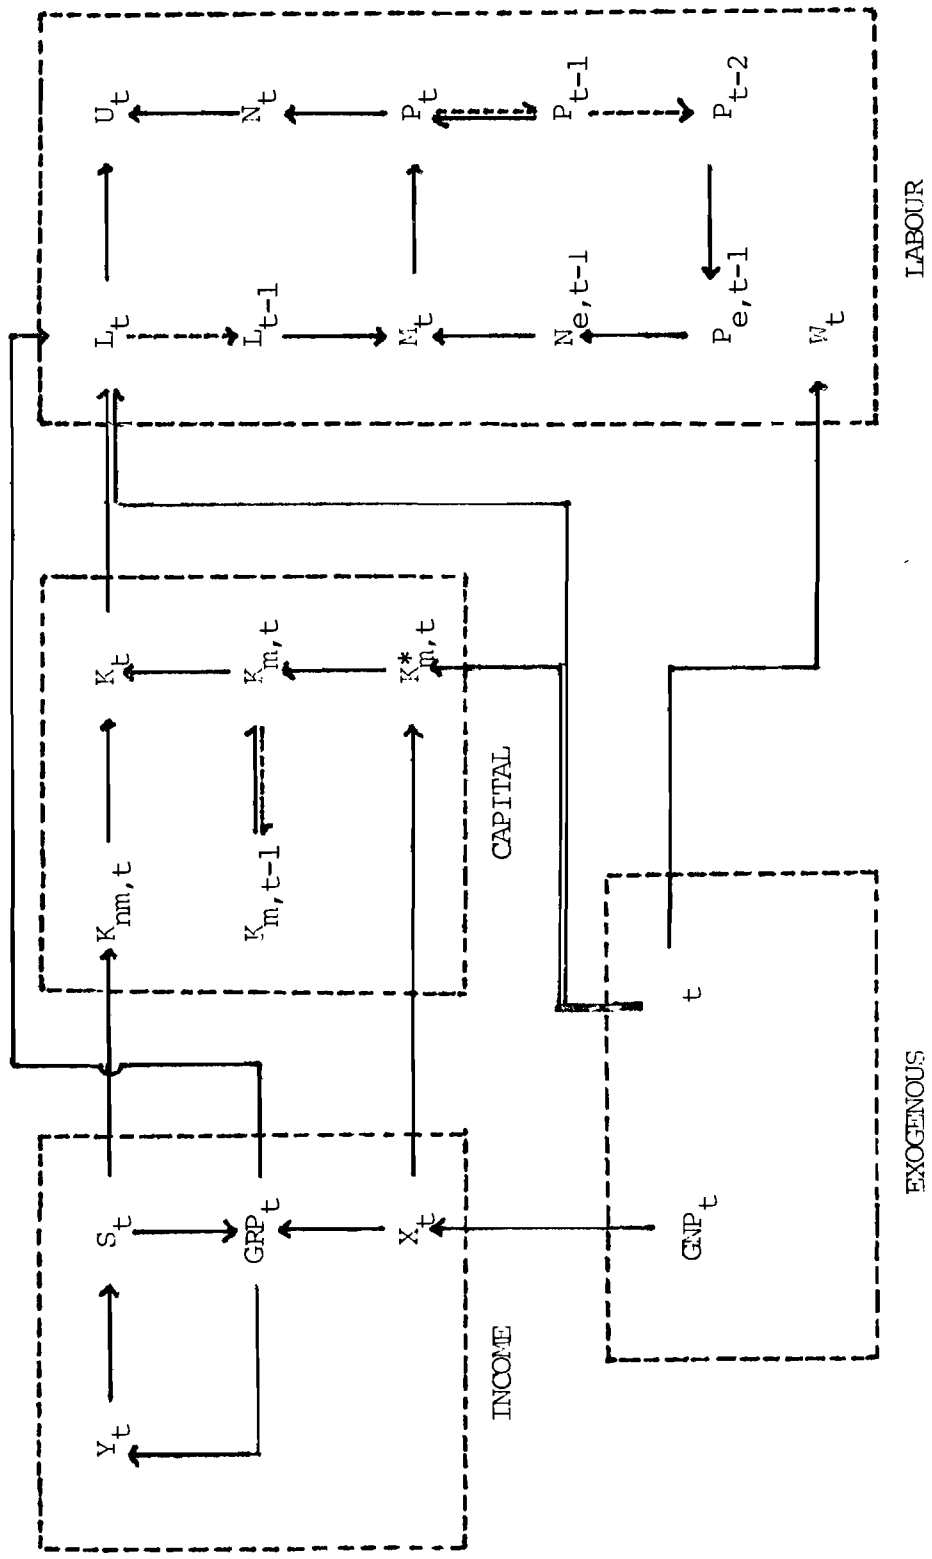 Y_t S_t K_nm,t K_t L_t U_t
GRP_t K_m,t-1 K_m,t L_t-1 N_t
X_t K*_m,t M_t P_t
INCOME CAPITAL
N_e,t-1 P_t-1
GNP_t t P_e,t-1 P_t-2
W_t
EXOGENOUS LABOUR